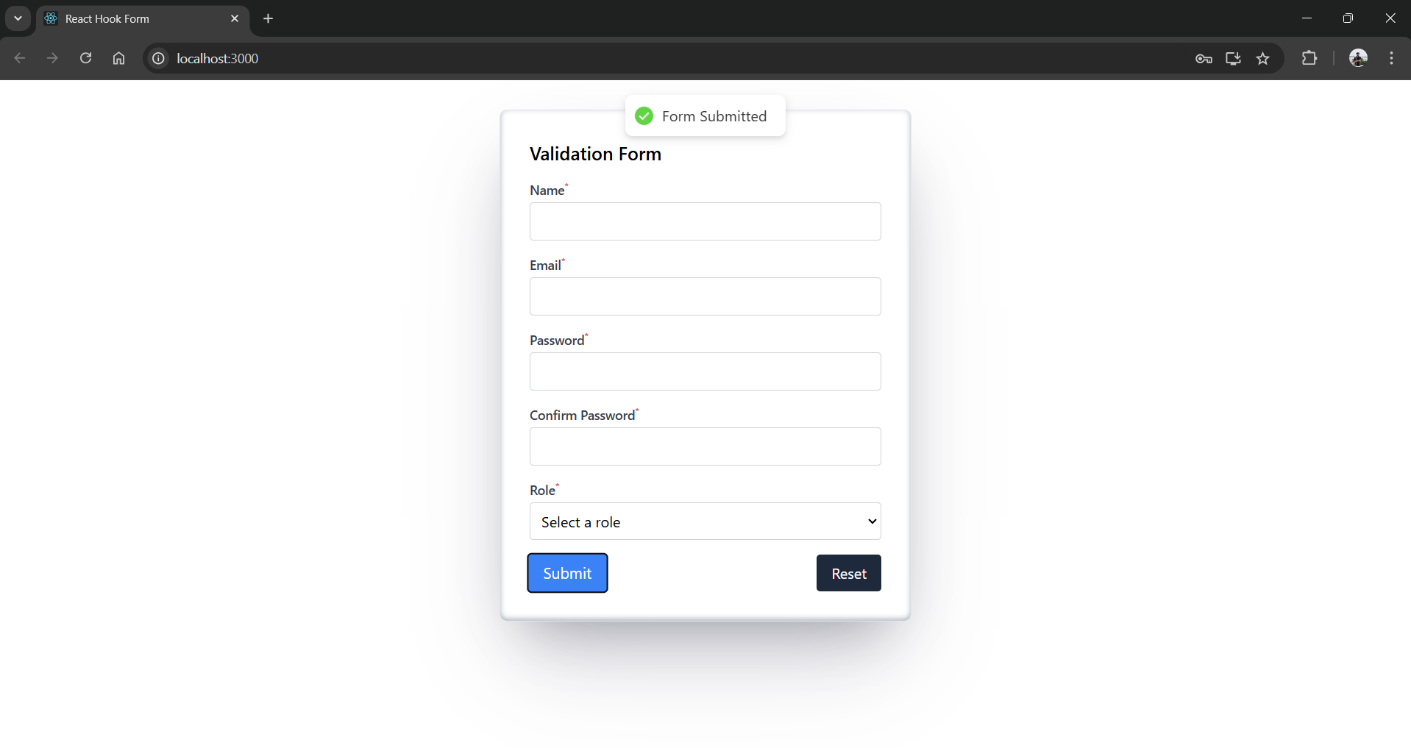 React Hook Form
localhost:3000
Form Submitted
Validation Form
Name*
Email*
Password*
Confirm Password*
Role*
Select a role
Submit Reset